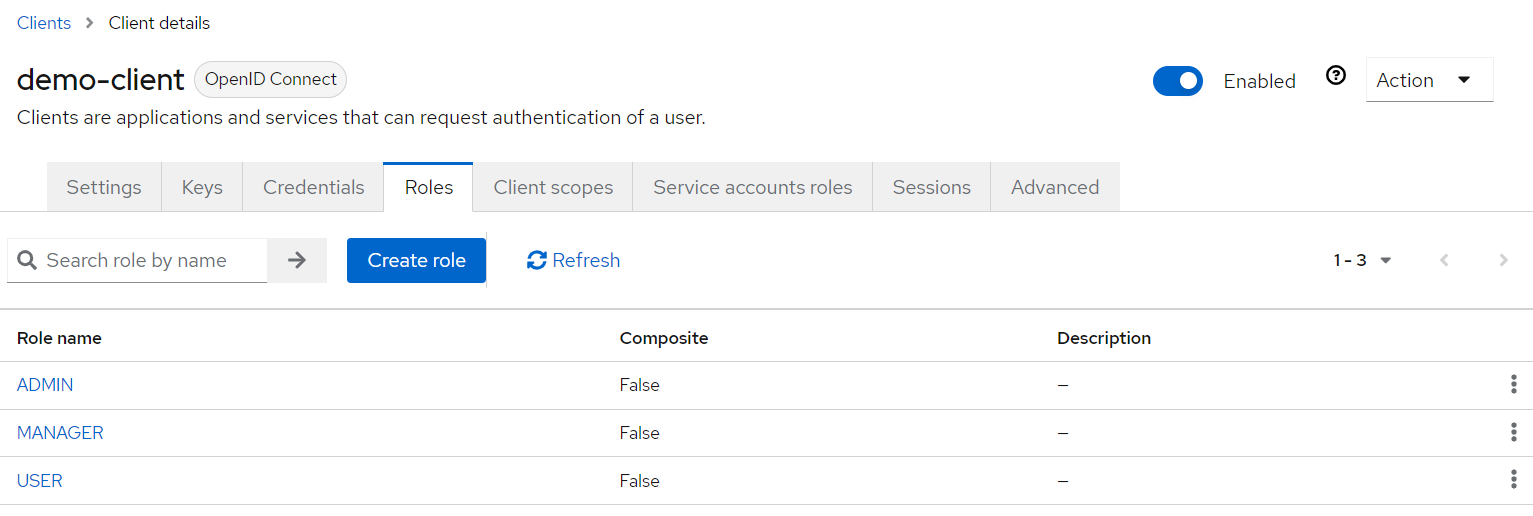 Clients > Client details
demo-client OpenID Connect Enabled Action
Clients are applications and services that can request authentication of a user.
Settings Keys Credentials Roles Client scopes Service accounts roles Sessions Advanced
Search role by name Create role Refresh 1 - 3
Role name Composite Description
ADMIN False –
MANAGER False –
USER False –